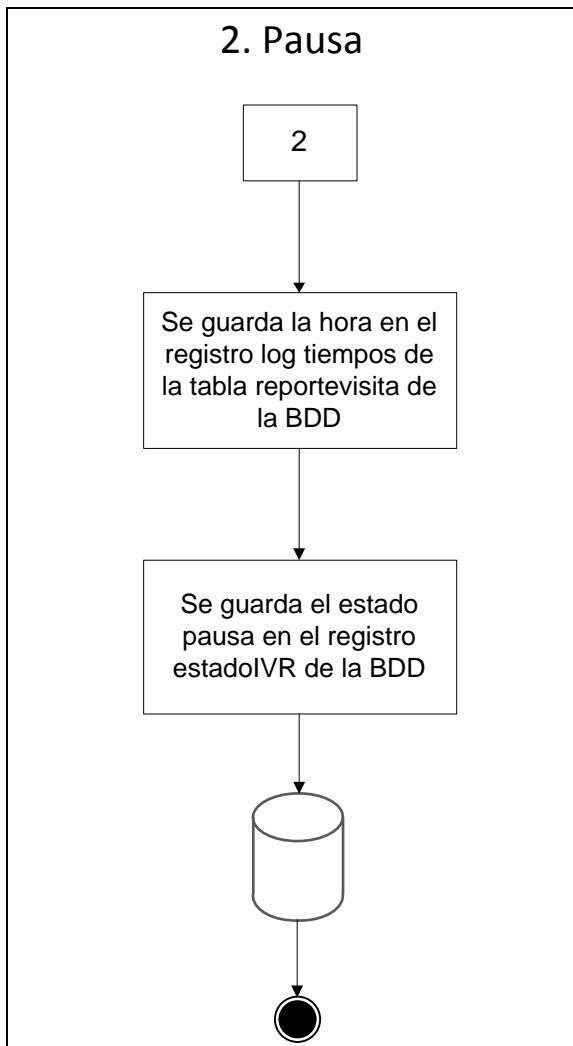 2. Pausa
2
Se guarda la hora en el
registro log tiempos de
la tabla reportevisita de
la BDD
Se guarda el estado
pausa en el registro
estadoIVR de la BDD